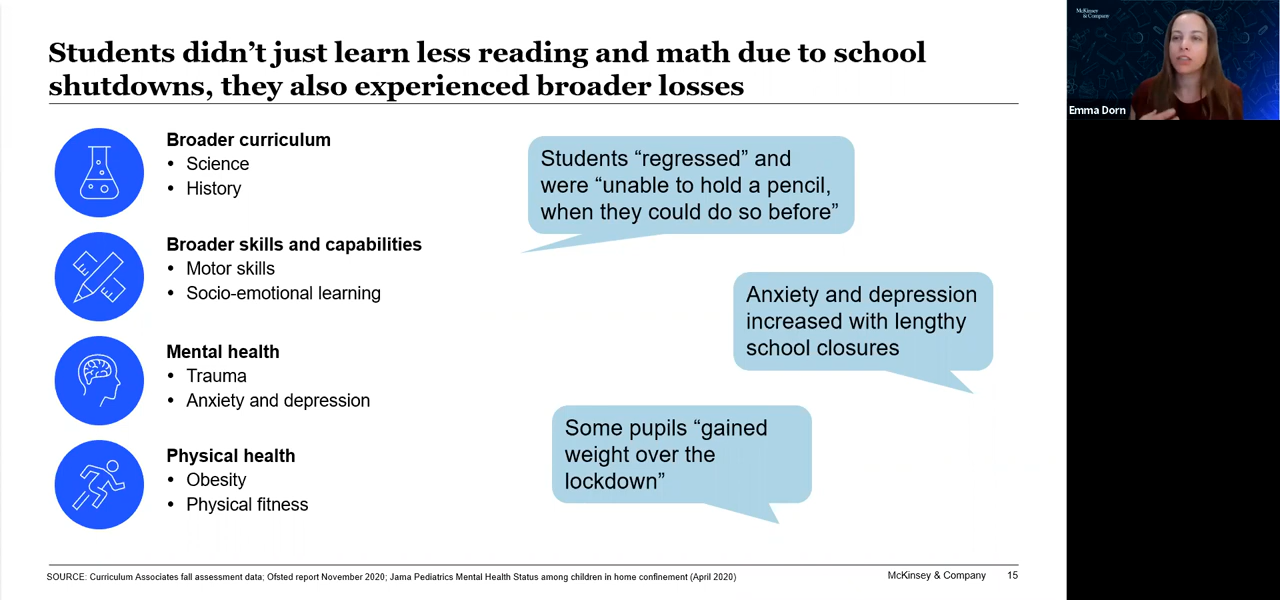 Students didn’t just learn less reading and math due to school
shutdowns, they also experienced broader losses
Broader curriculum
• Science
• History
Broader skills and capabilities
• Motor skills
• Socio-emotional learning
Mental health
• Trauma
• Anxiety and depression
Physical health
• Obesity
• Physical fitness
Students “regressed” and
were “unable to hold a pencil,
when they could do so before”
Anxiety and depression
increased with lengthy
school closures
Some pupils “gained
weight over the
lockdown”
SOURCE: Curriculum Associates fall assessment data; Ofsted report November 2020; Jama Pediatrics Mental Health Status among children in home confinement (April 2020)
McKinsey & Company 15
McKinsey
& Company
Emma Dorn